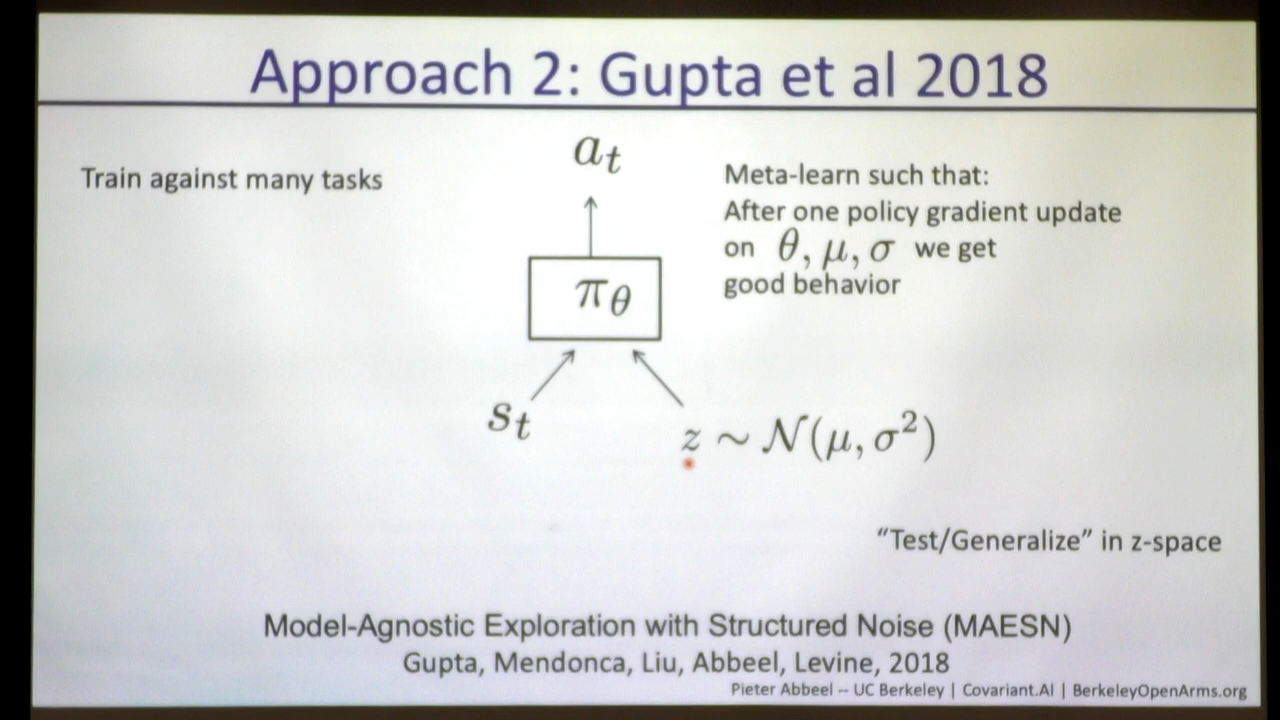 Approach 2: Gupta et al 2018
Train against many tasks
a_t
π_θ
s_t
z ~ N(μ, σ²)
Meta-learn such that:
After one policy gradient update
on θ, μ, σ we get
good behavior
“Test/Generalize” in z-space
Model-Agnostic Exploration with Structured Noise (MAESN)
Gupta, Mendonca, Liu, Abbeel, Levine, 2018
Pieter Abbeel -- UC Berkeley | Covariant.AI | BerkeleyOpenArms.org